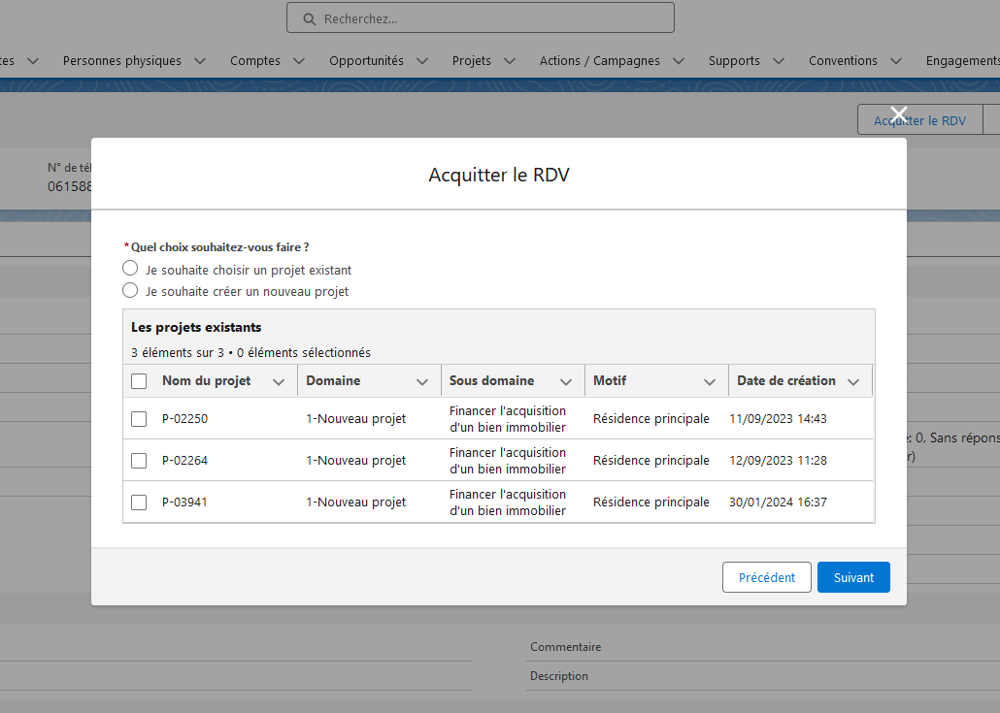 Recherchez...
Personnes physiques Comptes Opportunités Projets Actions / Campagnes Supports Conventions
Acquitter le RDV
N° de
Acquitter le RDV
*Quel choix souhaitez-vous faire ?
Je souhaite choisir un projet existant
Je souhaite créer un nouveau projet
Les projets existants
3 éléments sur 3 • 0 éléments sélectionnés
Nom du projet Domaine Sous domaine Motif Date de création
P-02250 1-Nouveau projet Financer l'acquisition d'un bien immobilier Résidence principale 11/09/2023 14:43
P-02264 1-Nouveau projet Financer l'acquisition d'un bien immobilier Résidence principale 12/09/2023 11:28
P-03941 1-Nouveau projet Financer l'acquisition d'un bien immobilier Résidence principale 30/01/2024 16:37
: 0, Sans
Précédent Suivant
Commentaire
Description